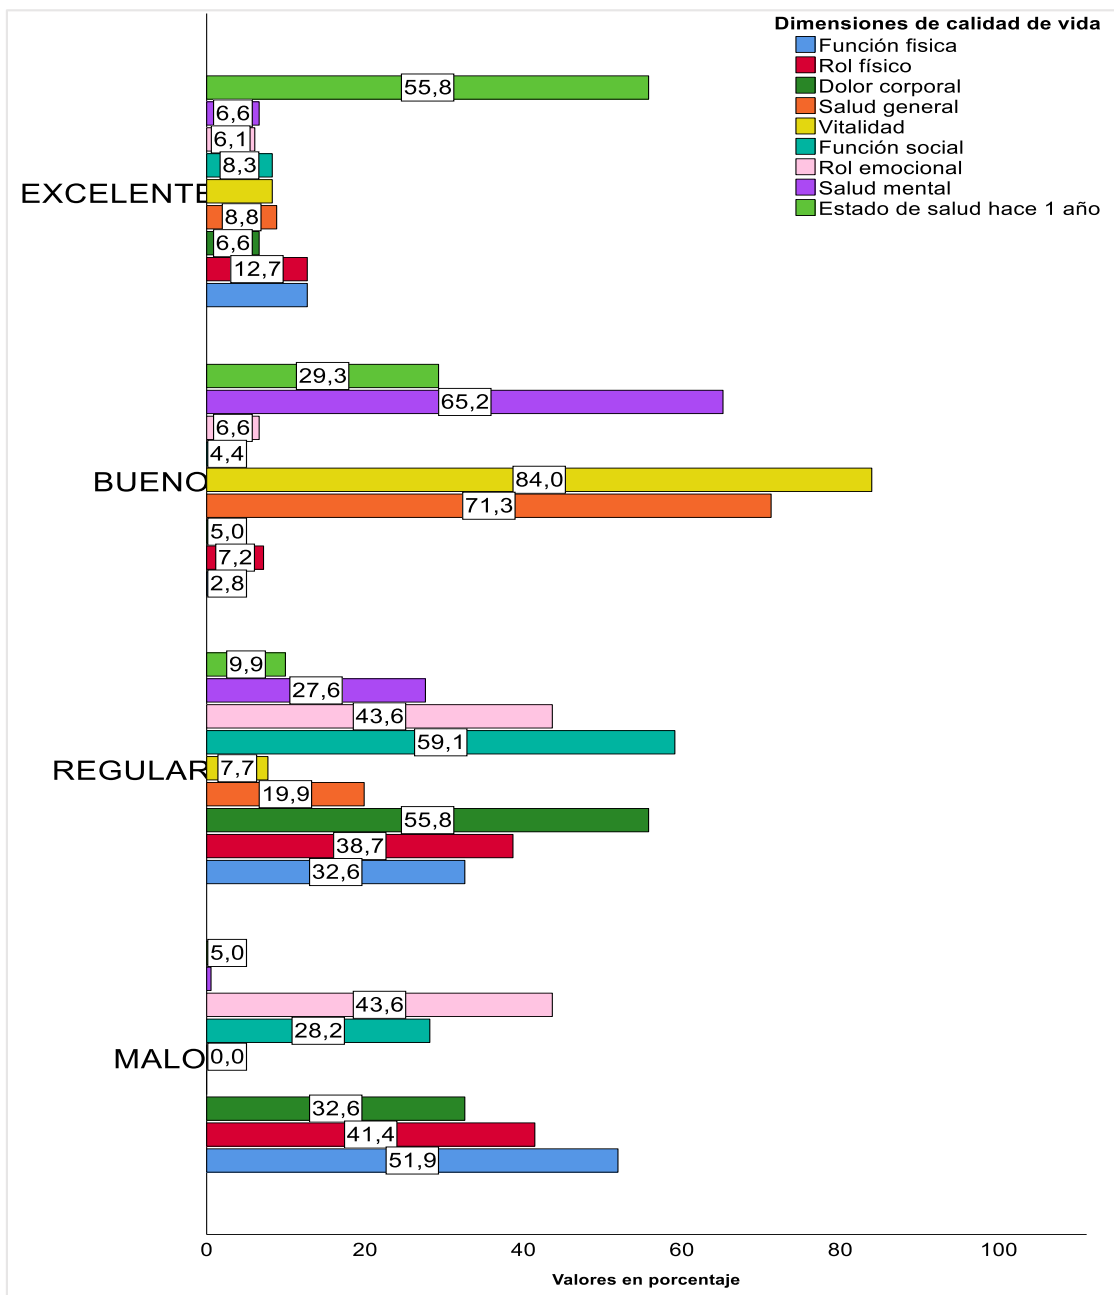 Dimensiones de calidad de vida
Función fisica
Rol físico
Dolor corporal
Salud general
Vitalidad
Función social
Rol emocional
Salud mental
Estado de salud hace 1 año
EXCELENTE
55,8
6,6
6,1
8,3
8,8
6,6
12,7
BUENO
29,3
65,2
6,6
4,4
84,0
71,3
5,0
7,2
2,8
REGULAR
9,9
27,6
43,6
59,1
7,7
19,9
55,8
38,7
32,6
MALO
5,0
43,6
28,2
0,0
32,6
41,4
51,9
0 20 40 60 80 100
Valores en porcentaje